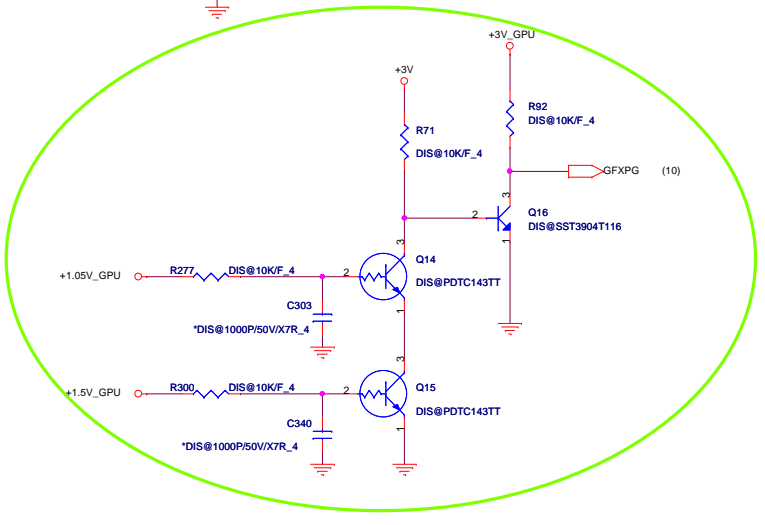 +3V_GPU
+3V
R92
DIS@10K/F_4
R71
DIS@10K/F_4
GFXPG (10)
3
2
Q16
DIS@SST3904T116
1
3
Q14
+1.05V_GPU
R277
DIS@10K/F_4
2
DIS@PDTC143TT
C303
1
*DIS@1000P/50V/X7R_4
3
+1.5V_GPU
R300
DIS@10K/F_4
2
Q15
DIS@PDTC143TT
C340
1
*DIS@1000P/50V/X7R_4